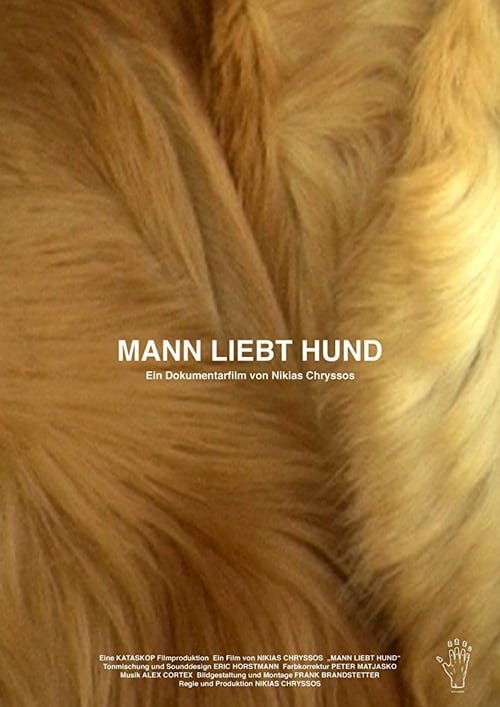 MANN LIEBT HUND
Ein Dokumentarfilm von Nikias Chryssos
Eine KATASKOP Filmproduktion Ein Film von NIKIAS CHRYSSOS „MANN LIEBT HUND“
Tonmischung und Sounddesign ERIC HORSTMANN Farbkorrektur PETER MATJASKO
Musik ALEX CORTEX Bildgestaltung und Montage FRANK BRANDSTETTER
Regie und Produktion NIKIAS CHRYSSOS